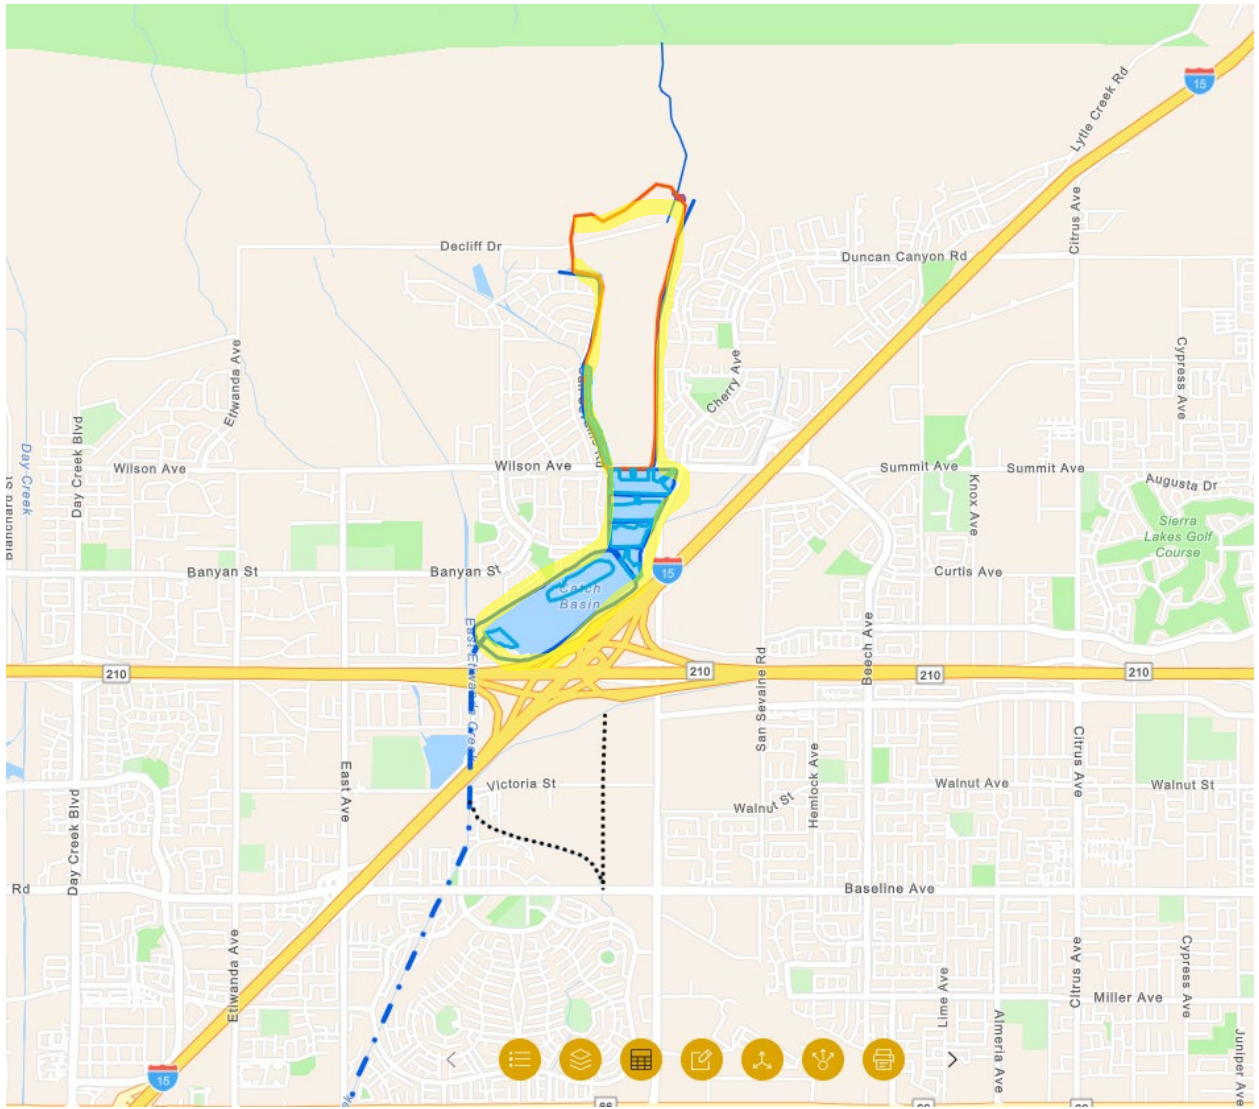 15
Lytle Creek Rd
Citrus Ave
Decliff Dr
Duncan Canyon Rd
Etiwanda Ave
Cherry Ave
Cypress Ave
Day Creek Blvd
Day Creek
Wilson Ave
Wilson Ave
Summit Ave
Summit Ave
Augusta Dr
Knox Ave
Sierra
Lakes Golf
Course
Banyan St
Banyan St
15
Curtis Ave
Catch
Basin
East Etiwanda Creek
Beech Ave
San Sevaine Rd
210
210
210
210
Citrus Ave
East Ave
Hemlock Ave
Victoria St
Walnut Ave
Walnut St
Walnut St
Day Creek Blvd
Rd
Baseline Ave
Etiwanda Ave
Citrus Ave
Cypress Ave
Lime Ave
Miller Ave
Almeria Ave
Juniper Ave
15
66